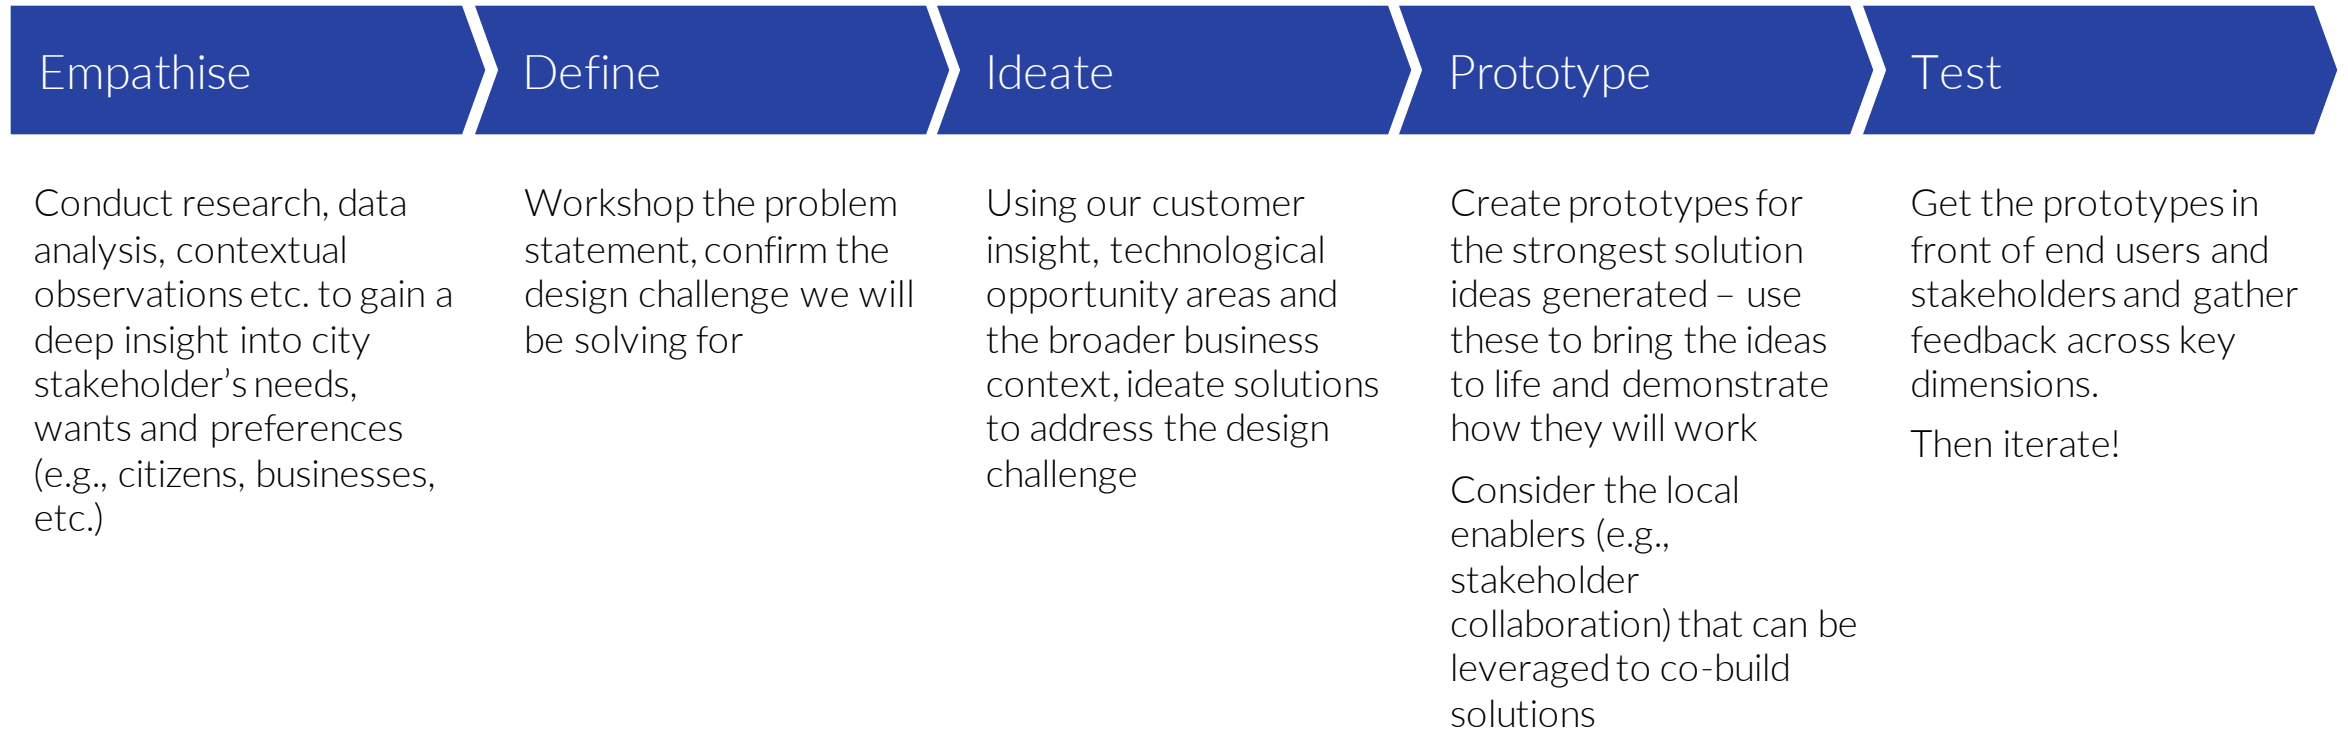 Empathise
Conduct research, data
analysis, contextual
observations etc. to gain a
deep insight into city
stakeholder’s needs,
wants and preferences
(e.g., citizens, businesses,
etc.)
Define
Workshop the problem
statement, confirm the
design challenge we will
be solving for
Ideate
Using our customer
insight, technological
opportunity areas and
the broader business
context, ideate solutions
to address the design
challenge
Prototype
Create prototypes for
the strongest solution
ideas generated – use
these to bring the ideas
to life and demonstrate
how they will work
Consider the local
enablers (e.g.,
stakeholder
collaboration) that can be
leveraged to co-build
solutions
Test
Get the prototypes in
front of end users and
stakeholders and gather
feedback across key
dimensions.
Then iterate!